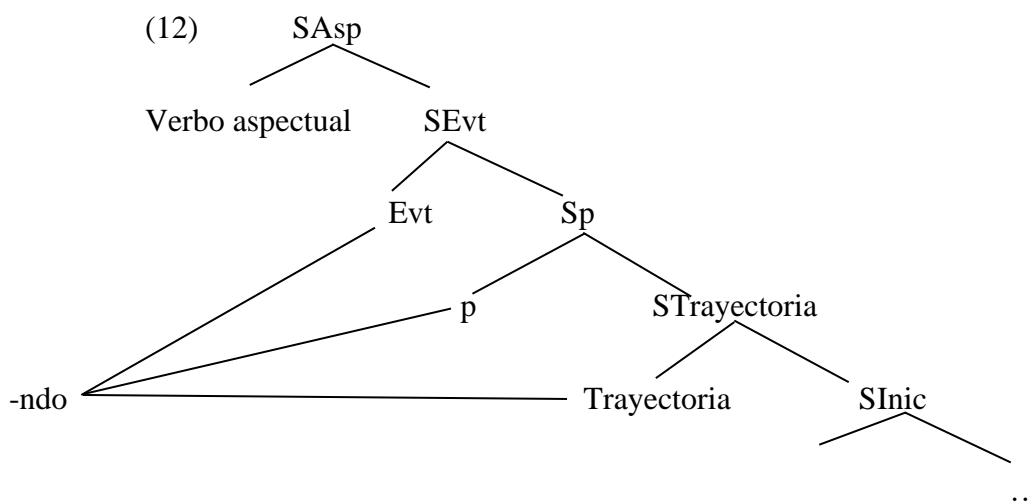 (12) SAsp
Verbo aspectual SEvt
Evt Sp
p STrayectoria
-ndo Trayectoria SInic
…